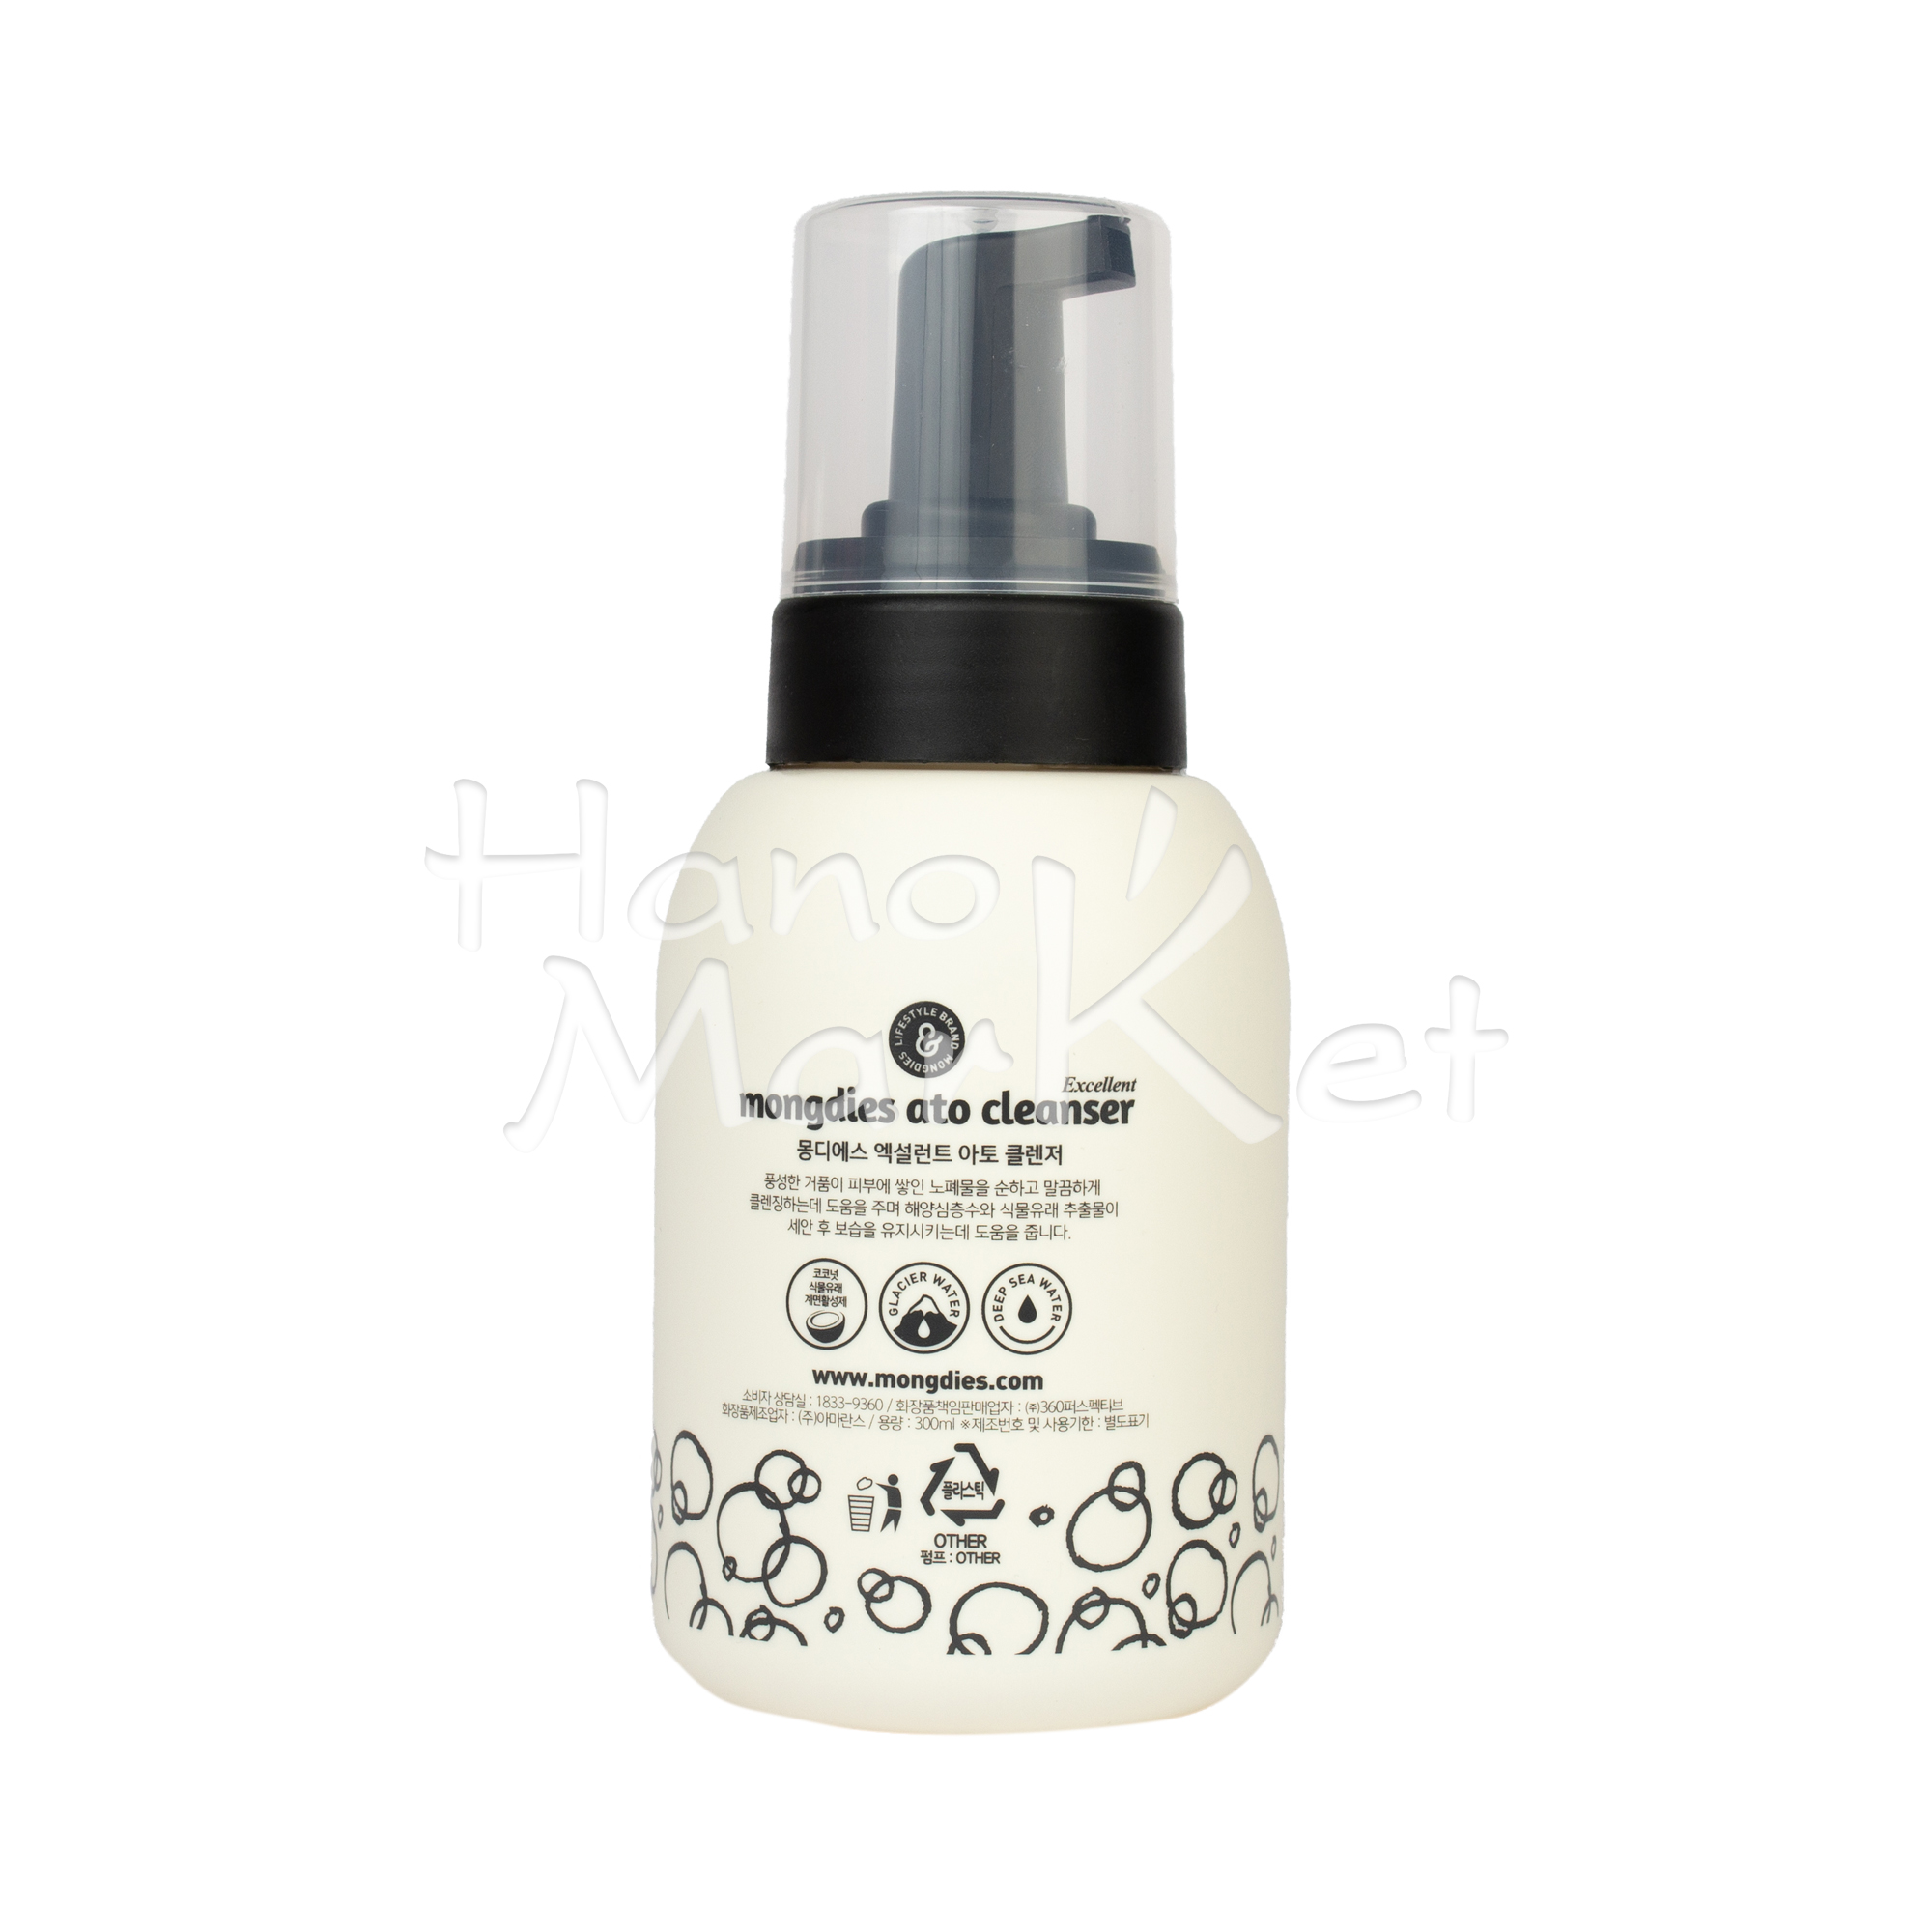 Hano
Market
LIFESTYLE BRAND MONGDIES
&
Excellent
mongdies ato cleanser
몽디에스 엑설런트 아토 클렌저
풍성한 거품이 피부에 쌓인 노폐물을 순하고 말끔하게
클렌징하는데 도움을 주며 해양심층수와 식물유래 추출물이
세안 후 보습을 유지시키는데 도움을 줍니다.
코코넛
식물유래
계면활성제
GLACIER WATER
DEEP SEA WATER
www.mongdies.com
소비자 상담실 : 1833-9360 / 화장품책임판매업자 : ㈜360퍼스펙티브
화장품제조업자 : (주)아마란스 / 용량 : 300ml ※제조번호 및 사용기한 : 별도표기
플라스틱
OTHER
펌프 : OTHER